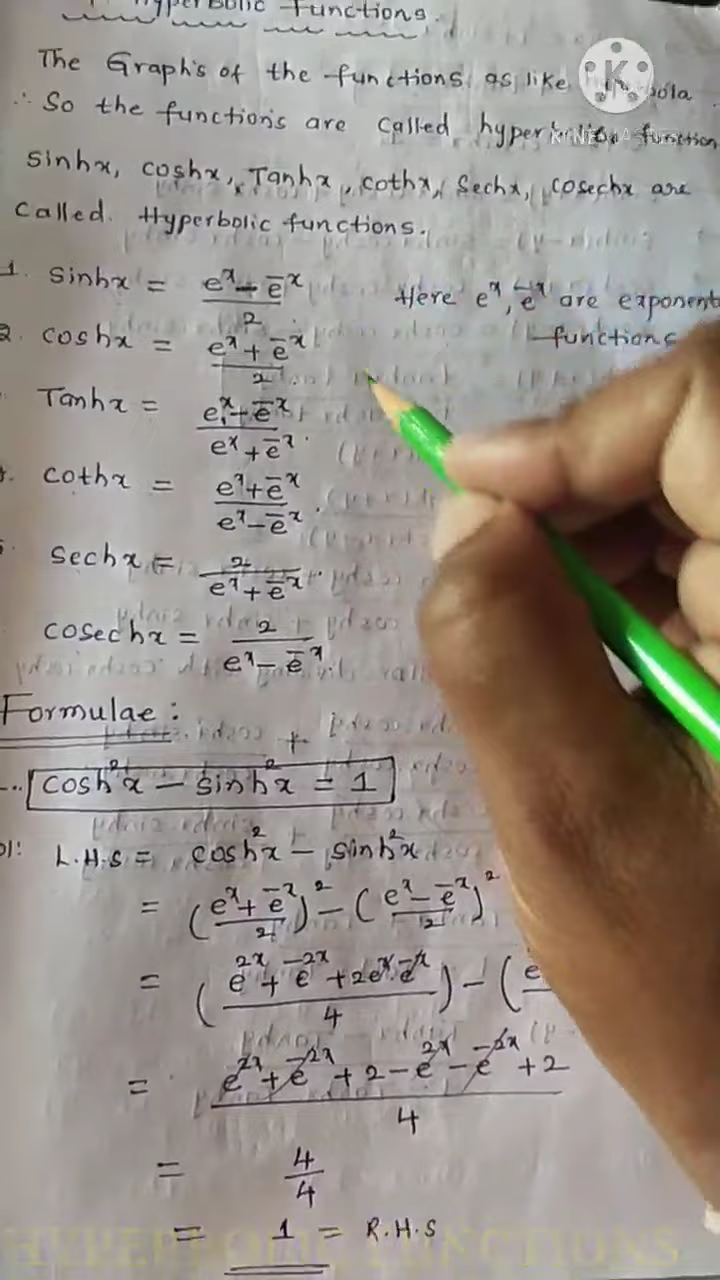 Hyperbolic Functions.
The Graph's of the functions as like
∴ So the functions are called hyperbolic function
sinhx, coshx, Tanhx, cothx, Sechx, cosechx are
called Hyperbolic functions.
1. sinhx = (e^x - e^-x)/2 Here e^x, e^-x are exponent
2. coshx = (e^x + e^-x)/2 functions
Tanhx = (e^x - e^-x)/(e^x + e^-x).
cothx = (e^x + e^-x)/(e^x - e^-x).
Sechx = 2/(e^x + e^-x).
cosechx = 2/(e^x - e^-x).
Formulae :
cosh²x - sinh²x = 1
L.H.S = cosh²x - sinh²x
= ((e^x + e^-x)/2)² - ((e^x - e^-x)/2)²
= ((e^2x + e^-2x + 2e^x e^-x)/4) - (e
= (e^2x + e^-2x + 2 - e^2x - e^-2x + 2)/4
= 4/4
= 1 = R.H.S
HYPERBOLIC FUNCTIONS